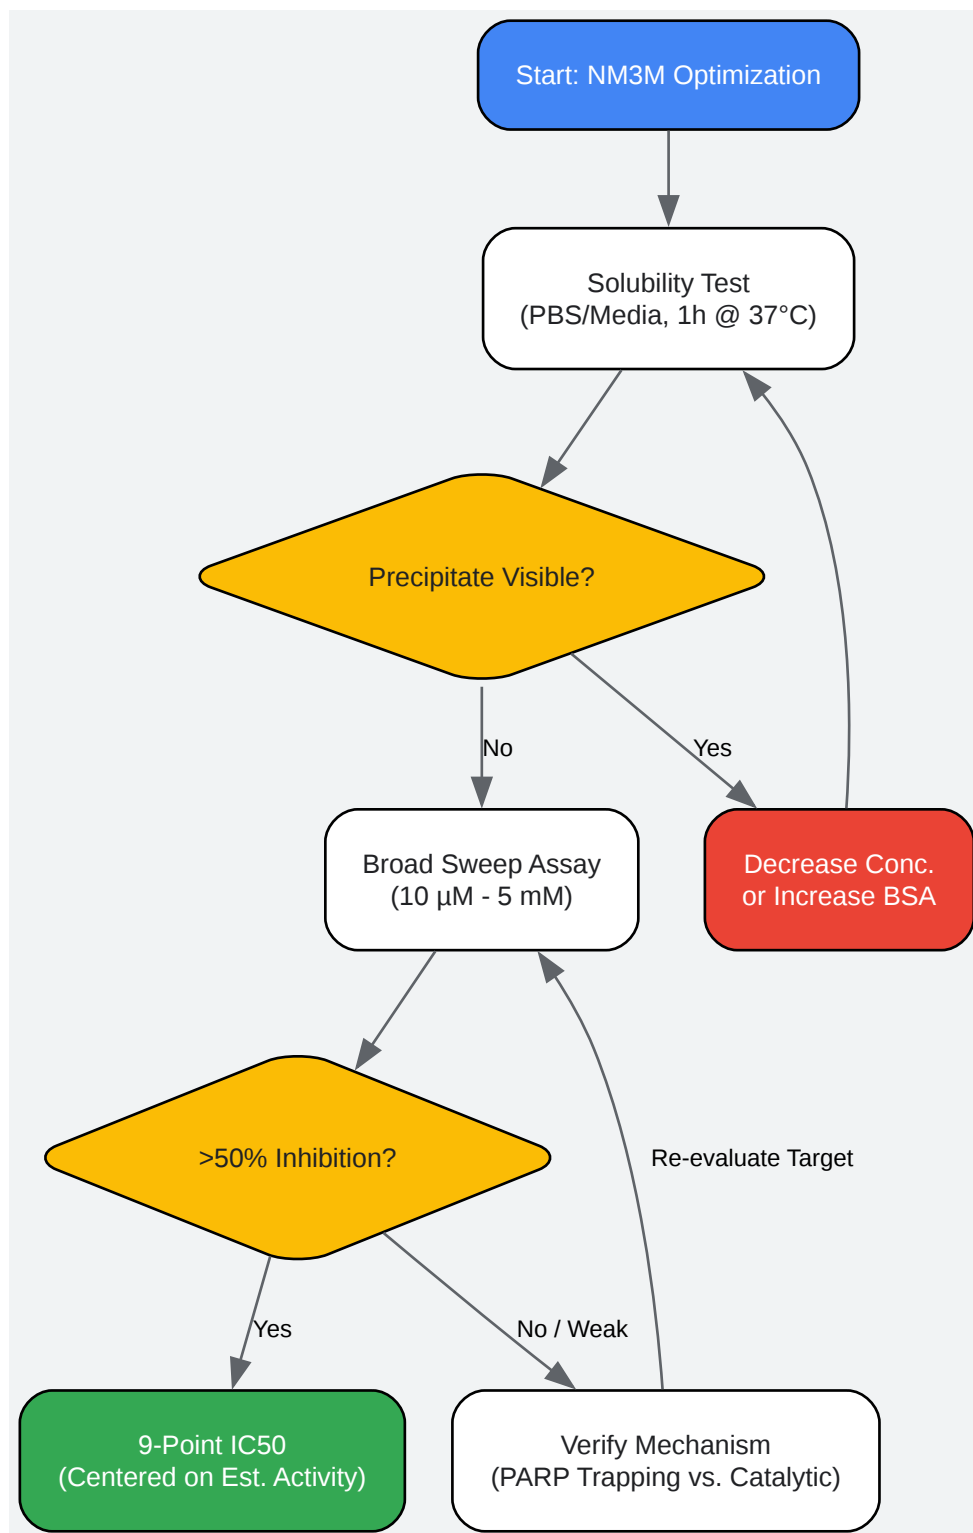 Start: NM3M Optimization
Solubility Test
(PBS/Media, 1h @ 37°C)
Precipitate Visible?
No
Yes
Broad Sweep Assay
(10 µM - 5 mM)
Decrease Conc.
or Increase BSA
>50% Inhibition?
Re-evaluate Target
Yes
No / Weak
9-Point IC50
(Centered on Est. Activity)
Verify Mechanism
(PARP Trapping vs. Catalytic)